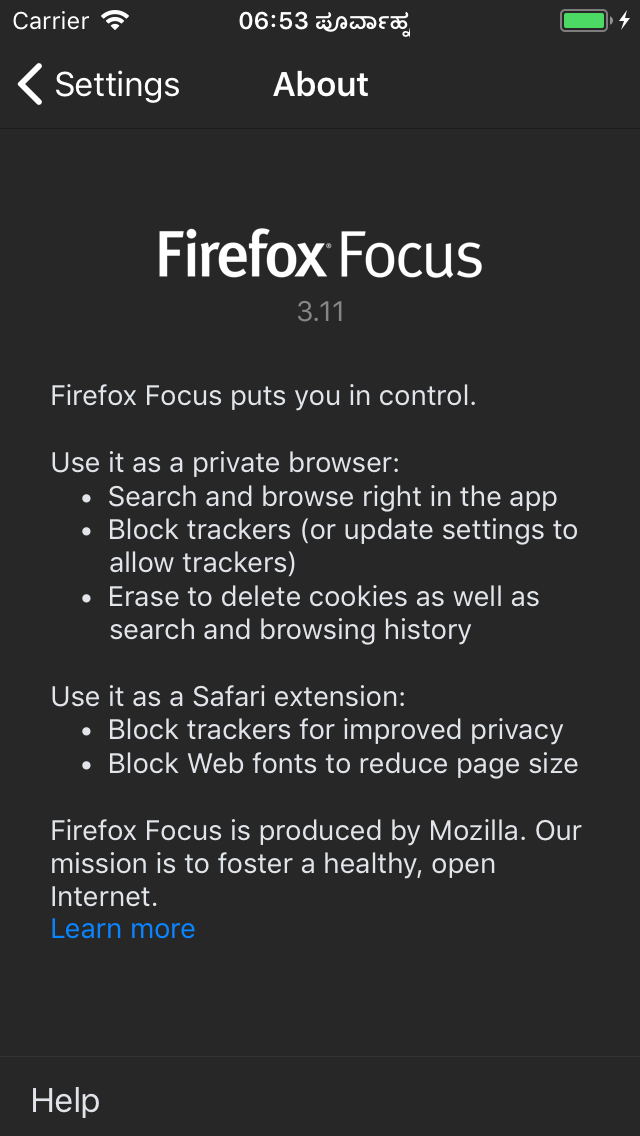 Carrier 06:53 ಪೂರ್ವಾಹ್ನ
Settings About
Firefox Focus
3.11
Firefox Focus puts you in control.
Use it as a private browser:
• Search and browse right in the app
• Block trackers (or update settings to
allow trackers)
• Erase to delete cookies as well as
search and browsing history
Use it as a Safari extension:
• Block trackers for improved privacy
• Block Web fonts to reduce page size
Firefox Focus is produced by Mozilla. Our
mission is to foster a healthy, open
Internet.
Learn more
Help